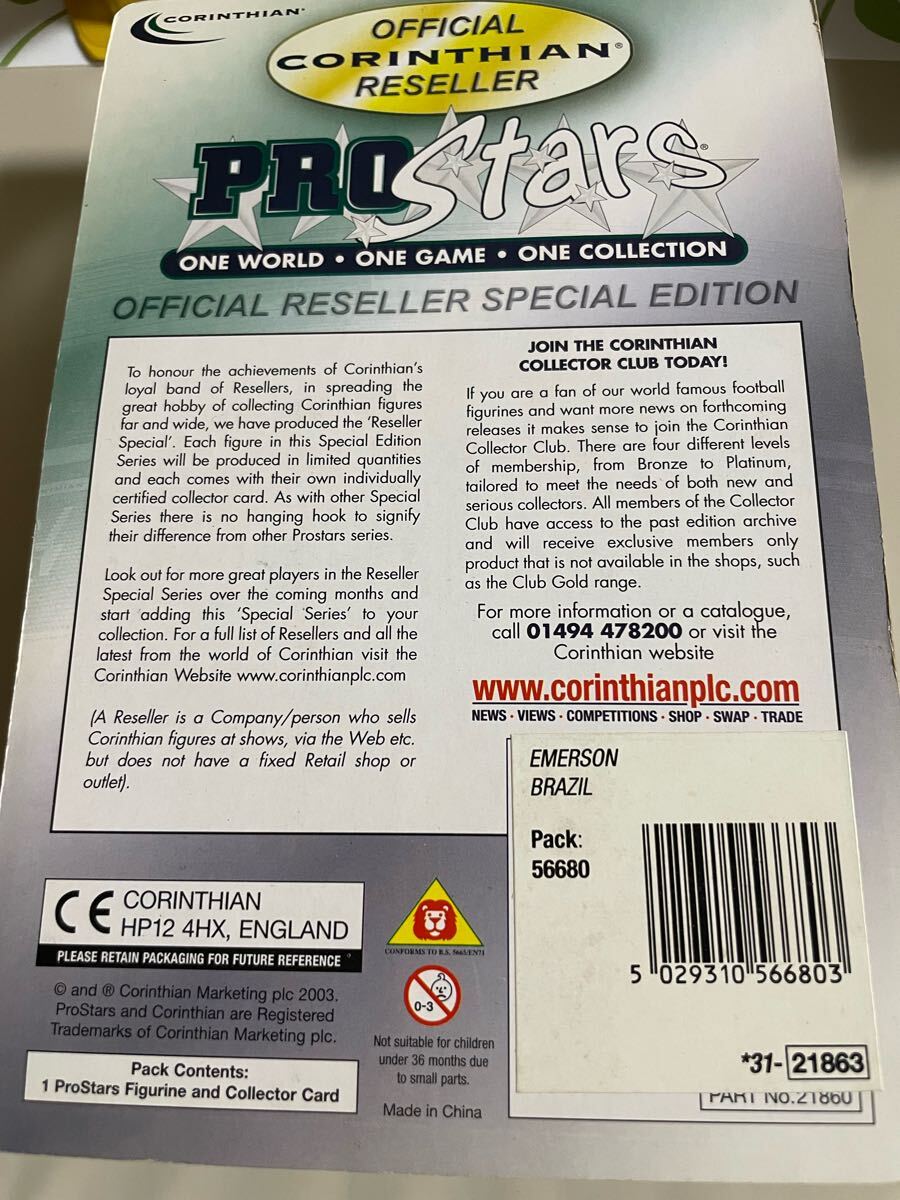 CORINTHIAN®
OFFICIAL
CORINTHIAN®
RESELLER
PROStars®
ONE WORLD • ONE GAME • ONE COLLECTION
OFFICIAL RESELLER SPECIAL EDITION
To honour the achievements of Corinthian's
loyal band of Resellers, in spreading the
great hobby of collecting Corinthian figures
far and wide, we have produced the 'Reseller
Special'. Each figure in this Special Edition
Series will be produced in limited quantities
and each comes with their own individually
certified collector card. As with other Special
Series there is no hanging hook to signify
their difference from other Prostars series.
Look out for more great players in the Reseller
Special Series over the coming months and
start adding this 'Special Series' to your
collection. For a full list of Resellers and all the
latest from the world of Corinthian visit the
Corinthian Website www.corinthianplc.com
(A Reseller is a Company/person who sells
Corinthian figures at shows, via the Web etc.
but does not have a fixed Retail shop or
outlet).
JOIN THE CORINTHIAN
COLLECTOR CLUB TODAY!
If you are a fan of our world famous football
figurines and want more news on forthcoming
releases it makes sense to join the Corinthian
Collector Club. There are four different levels
of membership, from Bronze to Platinum,
tailored to meet the needs of both new and
serious collectors. All members of the Collector
Club have access to the past edition archive
and will receive exclusive members only
product that is not available in the shops, such
as the Club Gold range.
For more information or a catalogue,
call 01494 478200 or visit the
Corinthian website
www.corinthianplc.com
NEWS · VIEWS · COMPETITIONS · SHOP · SWAP · TRADE
EMERSON
BRAZIL
Pack:
56680
5 029310 566803
*31- 21863
PART No.21860
CE CORINTHIAN
HP12 4HX, ENGLAND
PLEASE RETAIN PACKAGING FOR FUTURE REFERENCE
© and ® Corinthian Marketing plc 2003.
ProStars and Corinthian are Registered
Trademarks of Corinthian Marketing plc.
Pack Contents:
1 ProStars Figurine and Collector Card
CONFORMS TO B.S. 5665/EN71
0-3
Not suitable for children
under 36 months due
to small parts.
Made in China